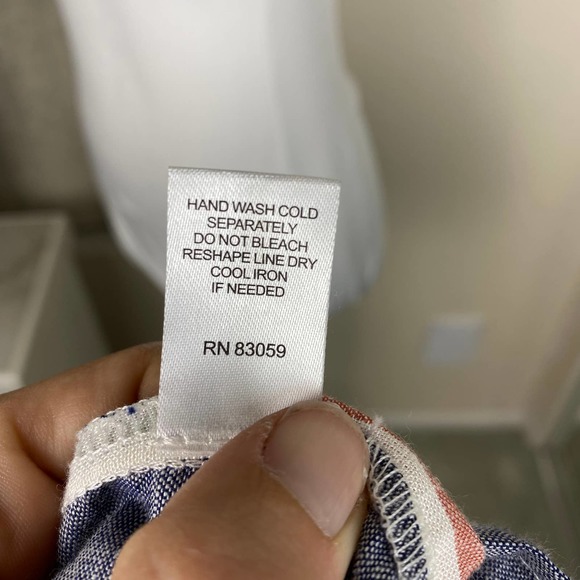 HAND WASH COLD
SEPARATELY
DO NOT BLEACH
RESHAPE LINE DRY
COOL IRON
IF NEEDED
RN 83059